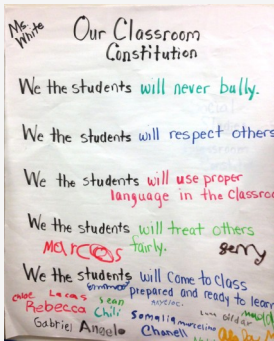 Ms. White
Our Classroom
Constitution
We the students will never bully.
We the students will respect others
We the students will use proper
language in the Classroo
We the students will treat others
fairly.
Marcos
gerry
We the students will come to class
prepared and ready to learn
Chloe Lucas
Rebecca Sean
Chili Somalia marcelino
Gabriel Angelo Chanell